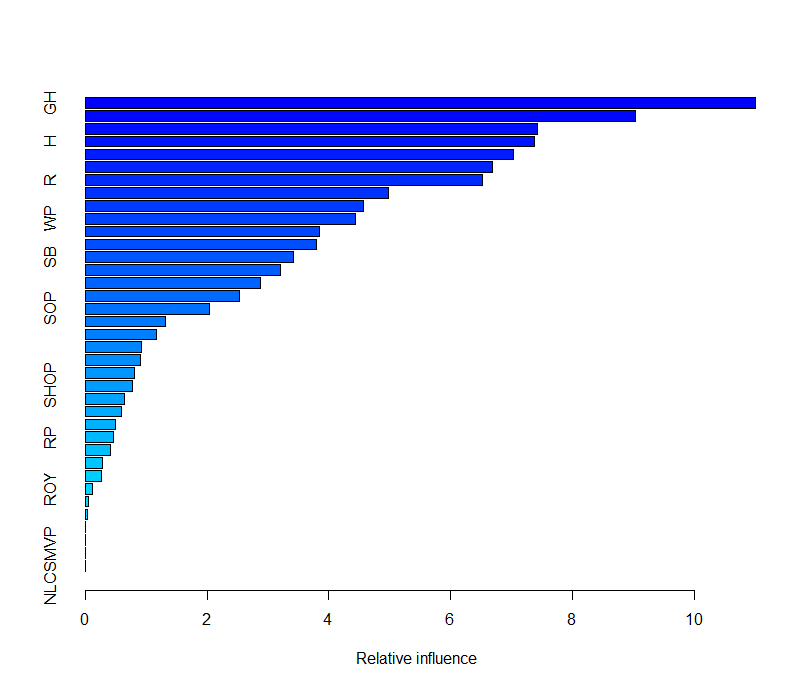 GH
H
R
WP
SB
SOP
SHOP
RP
ROY
NLCSMVP
0 2 4 6 8 10
Relative influence